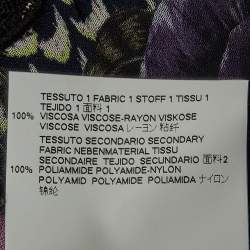 TESSUTO 1 FABRIC 1 STOFF 1 TISSU 1
TEJIDO 1 面料 1
100% VISCOSA VISCOSE-RAYON VISKOSE
VISCOSE VISCOSA レーヨン 粘纤
TESSUTO SECONDARIO SECONDARY
FABRIC NEBENMATERIAL TISSU
SECONDAIRE TEJIDO SECUNDARIO 面料2
100% POLIAMMIDE POLYAMIDE-NYLON
POLYAMID POLYAMIDE POLIAMIDA ナイロン
锦纶